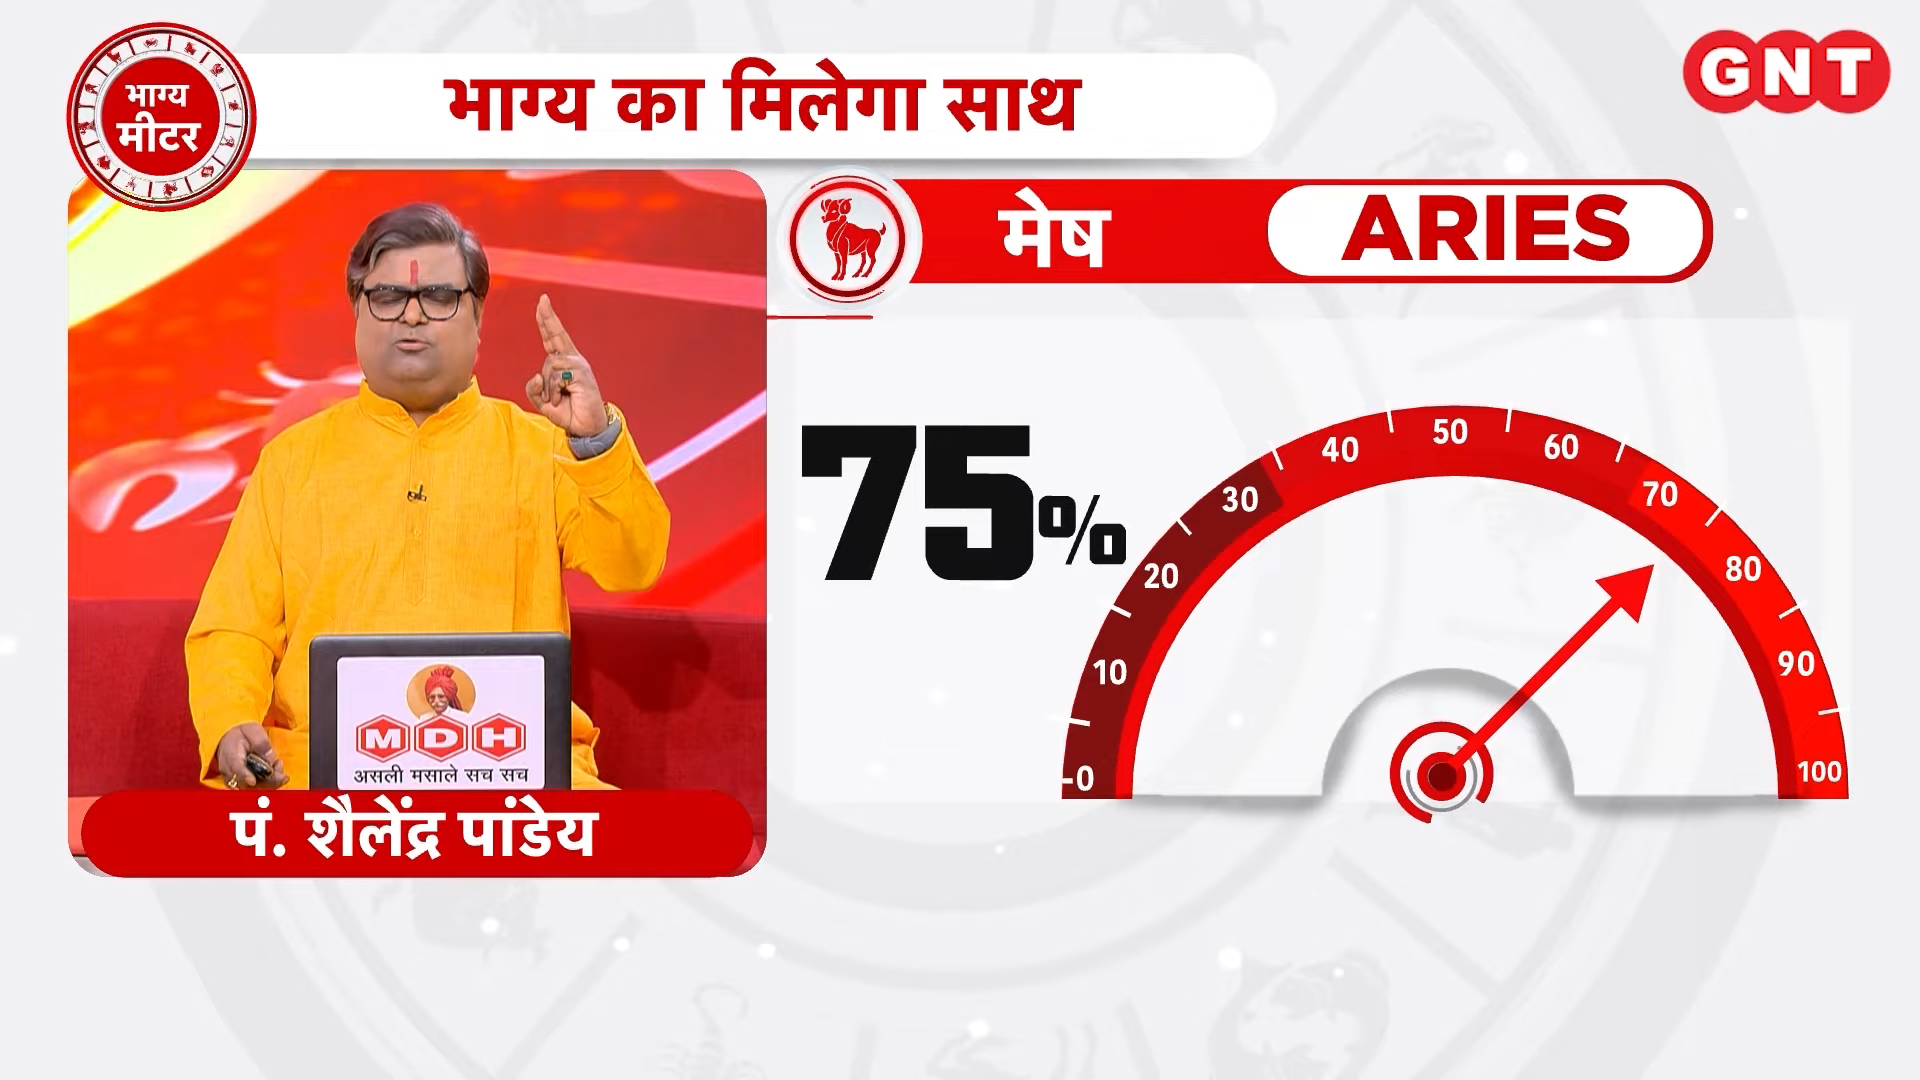 भाग्य
मीटर
भाग्य का मिलेगा साथ
GNT
मेष
ARIES
75%
0
10
20
30
40
50
60
70
80
90
100
MDH
असली मसाले सच सच
पं. शैलेंद्र पांडेय